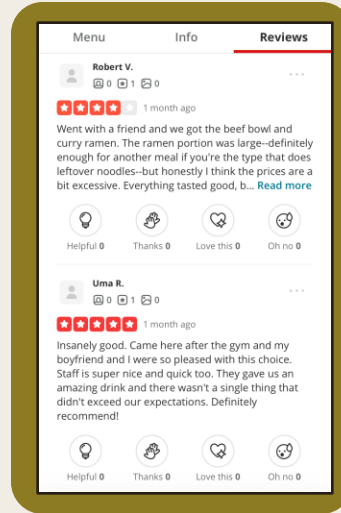 Menu Info Reviews
Robert V.
0 1 0
1 month ago
Went with a friend and we got the beef bowl and
curry ramen. The ramen portion was large--definitely
enough for another meal if you're the type that does
leftover noodles--but honestly I think the prices are a
bit excessive. Everything tasted good, b... Read more
Helpful 0 Thanks 0 Love this 0 Oh no 0
Uma R.
0 1 0
1 month ago
Insanely good. Came here after the gym and my
boyfriend and I were so pleased with this choice.
Staff is super nice and quick too. They gave us an
amazing drink and there wasn't a single thing that
didn't exceed our expectations. Definitely
recommend!
Helpful 0 Thanks 0 Love this 0 Oh no 0